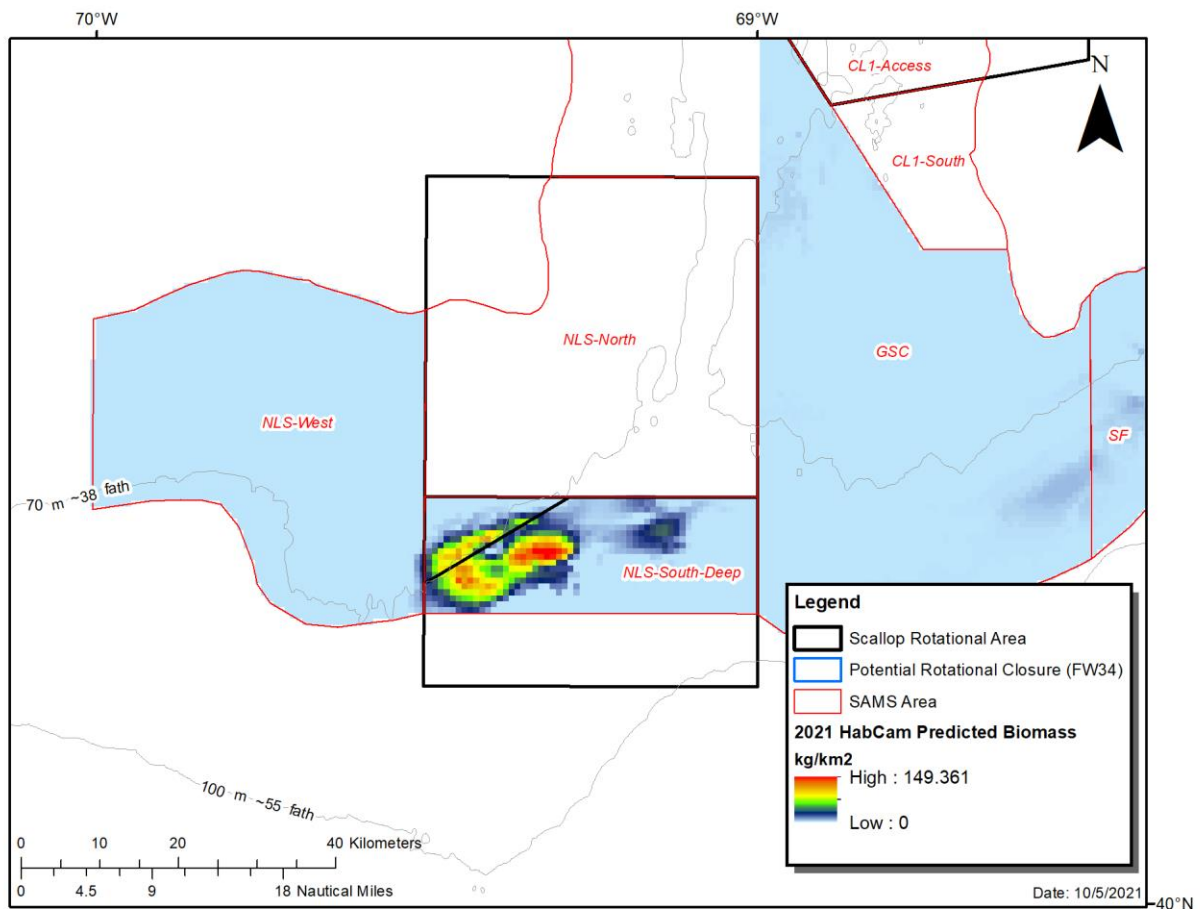 70°W
69°W
CL1-Access
N
CL1-South
NLS-North
GSC
NLS-West
SF
70 m ~38 fath
NLS-South-Deep
Legend
Scallop Rotational Area
Potential Rotational Closure (FW34)
SAMS Area
2021 HabCam Predicted Biomass
kg/km2
High : 149.361
Low : 0
100 m ~55 fath
0 10 20 40 Kilometers
0 4.5 9 18 Nautical Miles
Date: 10/5/2021
40°N